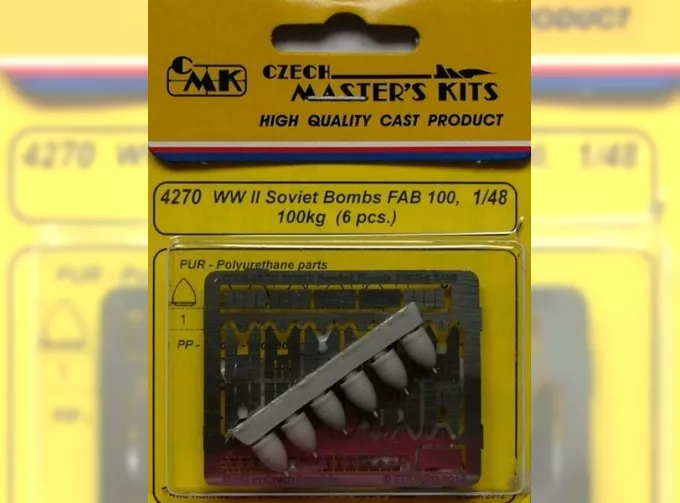 CMK
CZECH
MASTER'S KITS
HIGH QUALITY CAST PRODUCT
4270 WW II Soviet Bombs FAB 100, 1/48
100kg (6 pcs.)
PUR - Polyurethane parts
1
PP -